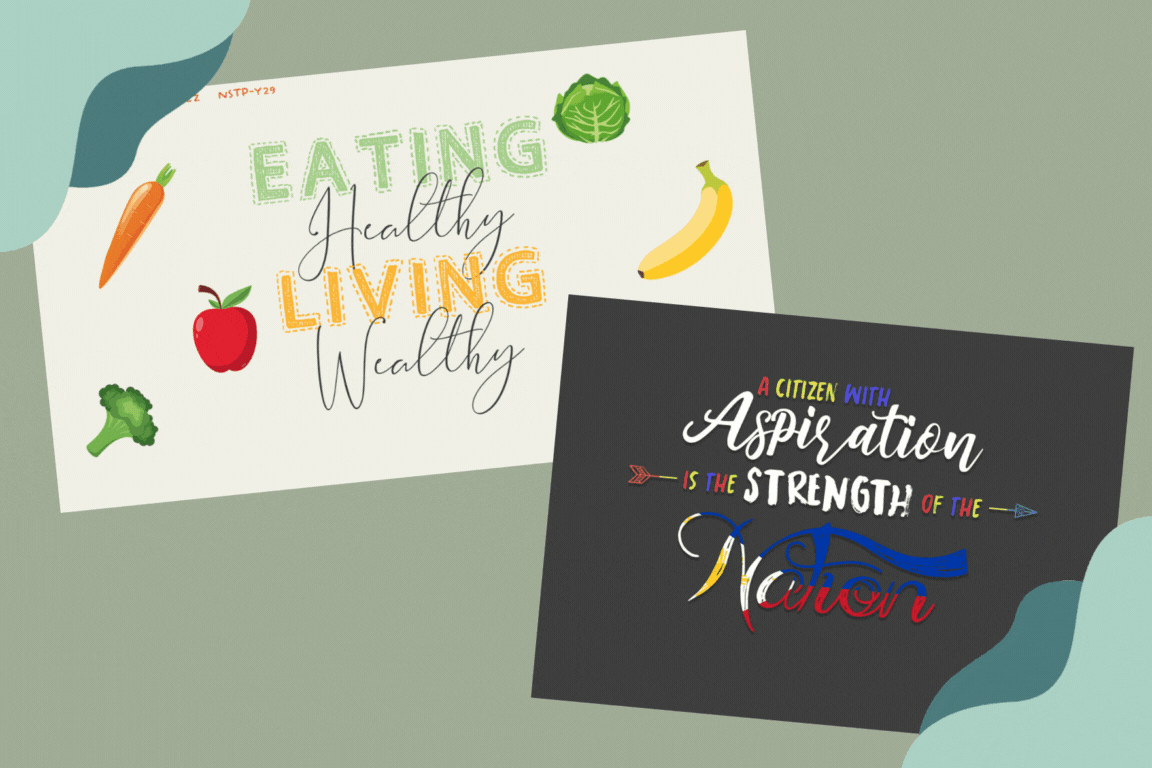 NSTP-Y29
EATING
Healthy
LIVING
Wealthy
A CITIZEN WITH
Aspiration
IS THE STRENGTH OF THE
Nation